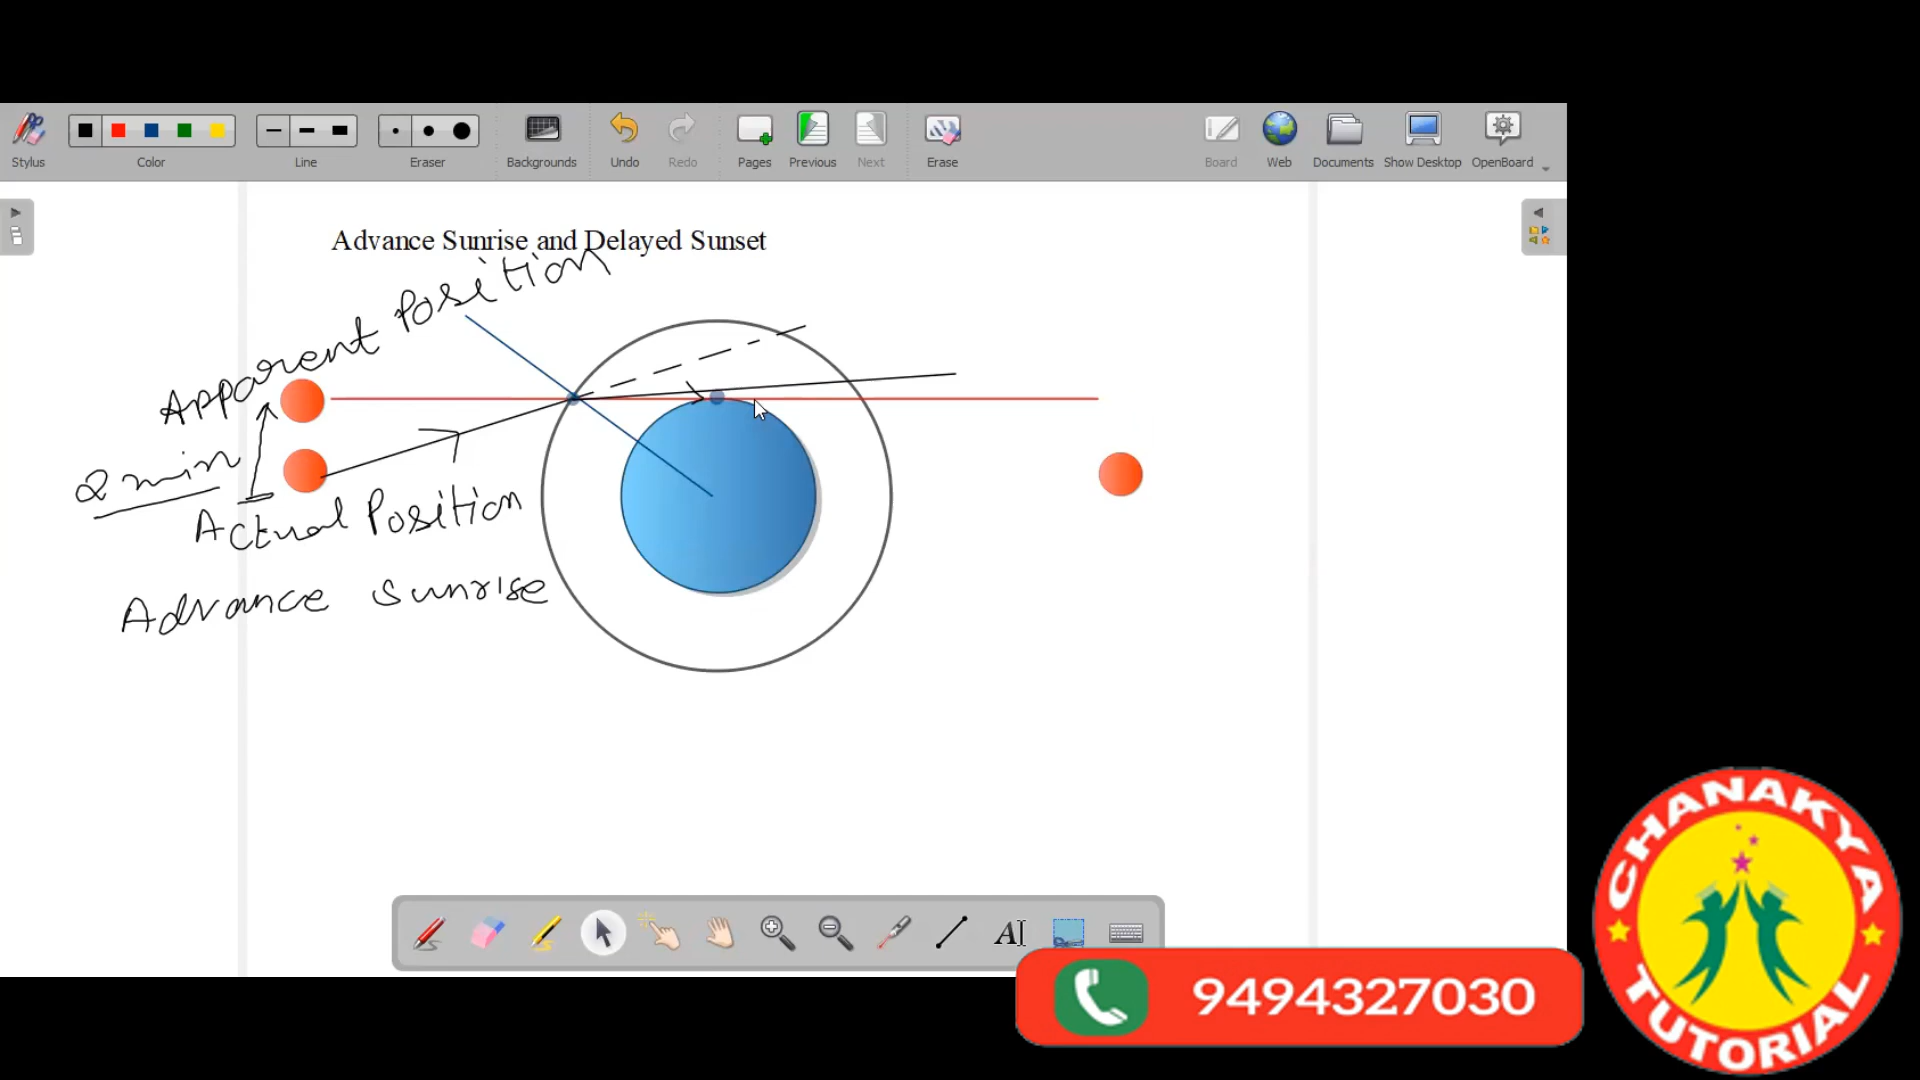 Stylus
Color
Line
Eraser
Backgrounds
Undo
Redo
Pages
Previous
Next
Erase
Board
Web
Documents
Show Desktop
OpenBoard
Advance Sunrise and Delayed Sunset
Apparent Position
2 min
Actual Position
Advance sunrise
9494327030
CHANAKYA
TUTORIAL